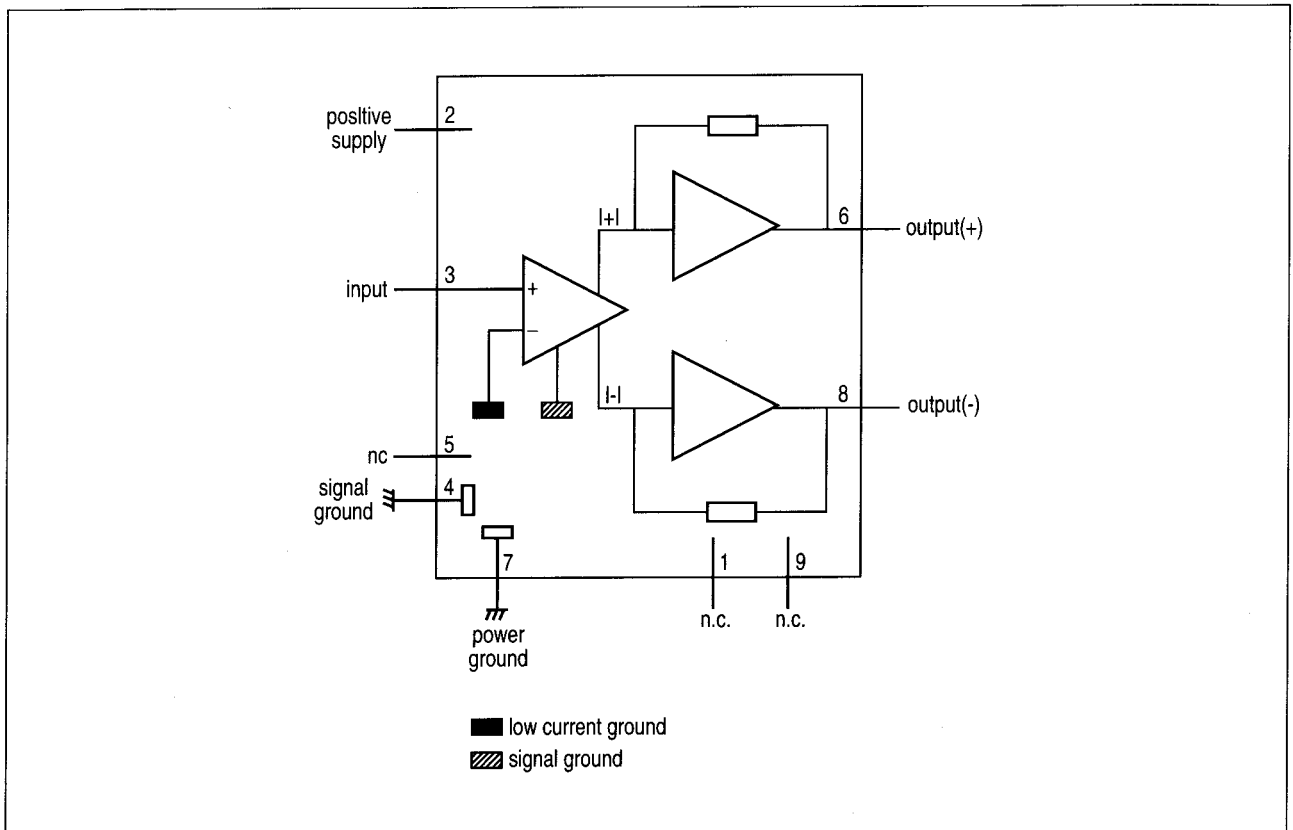 posltive
supply
2
input
3
+
–
I+I
I-I
6
output(+)
8
output(-)
nc
5
signal
ground
4
7
power
ground
1
n.c.
9
n.c.
low current ground
signal ground